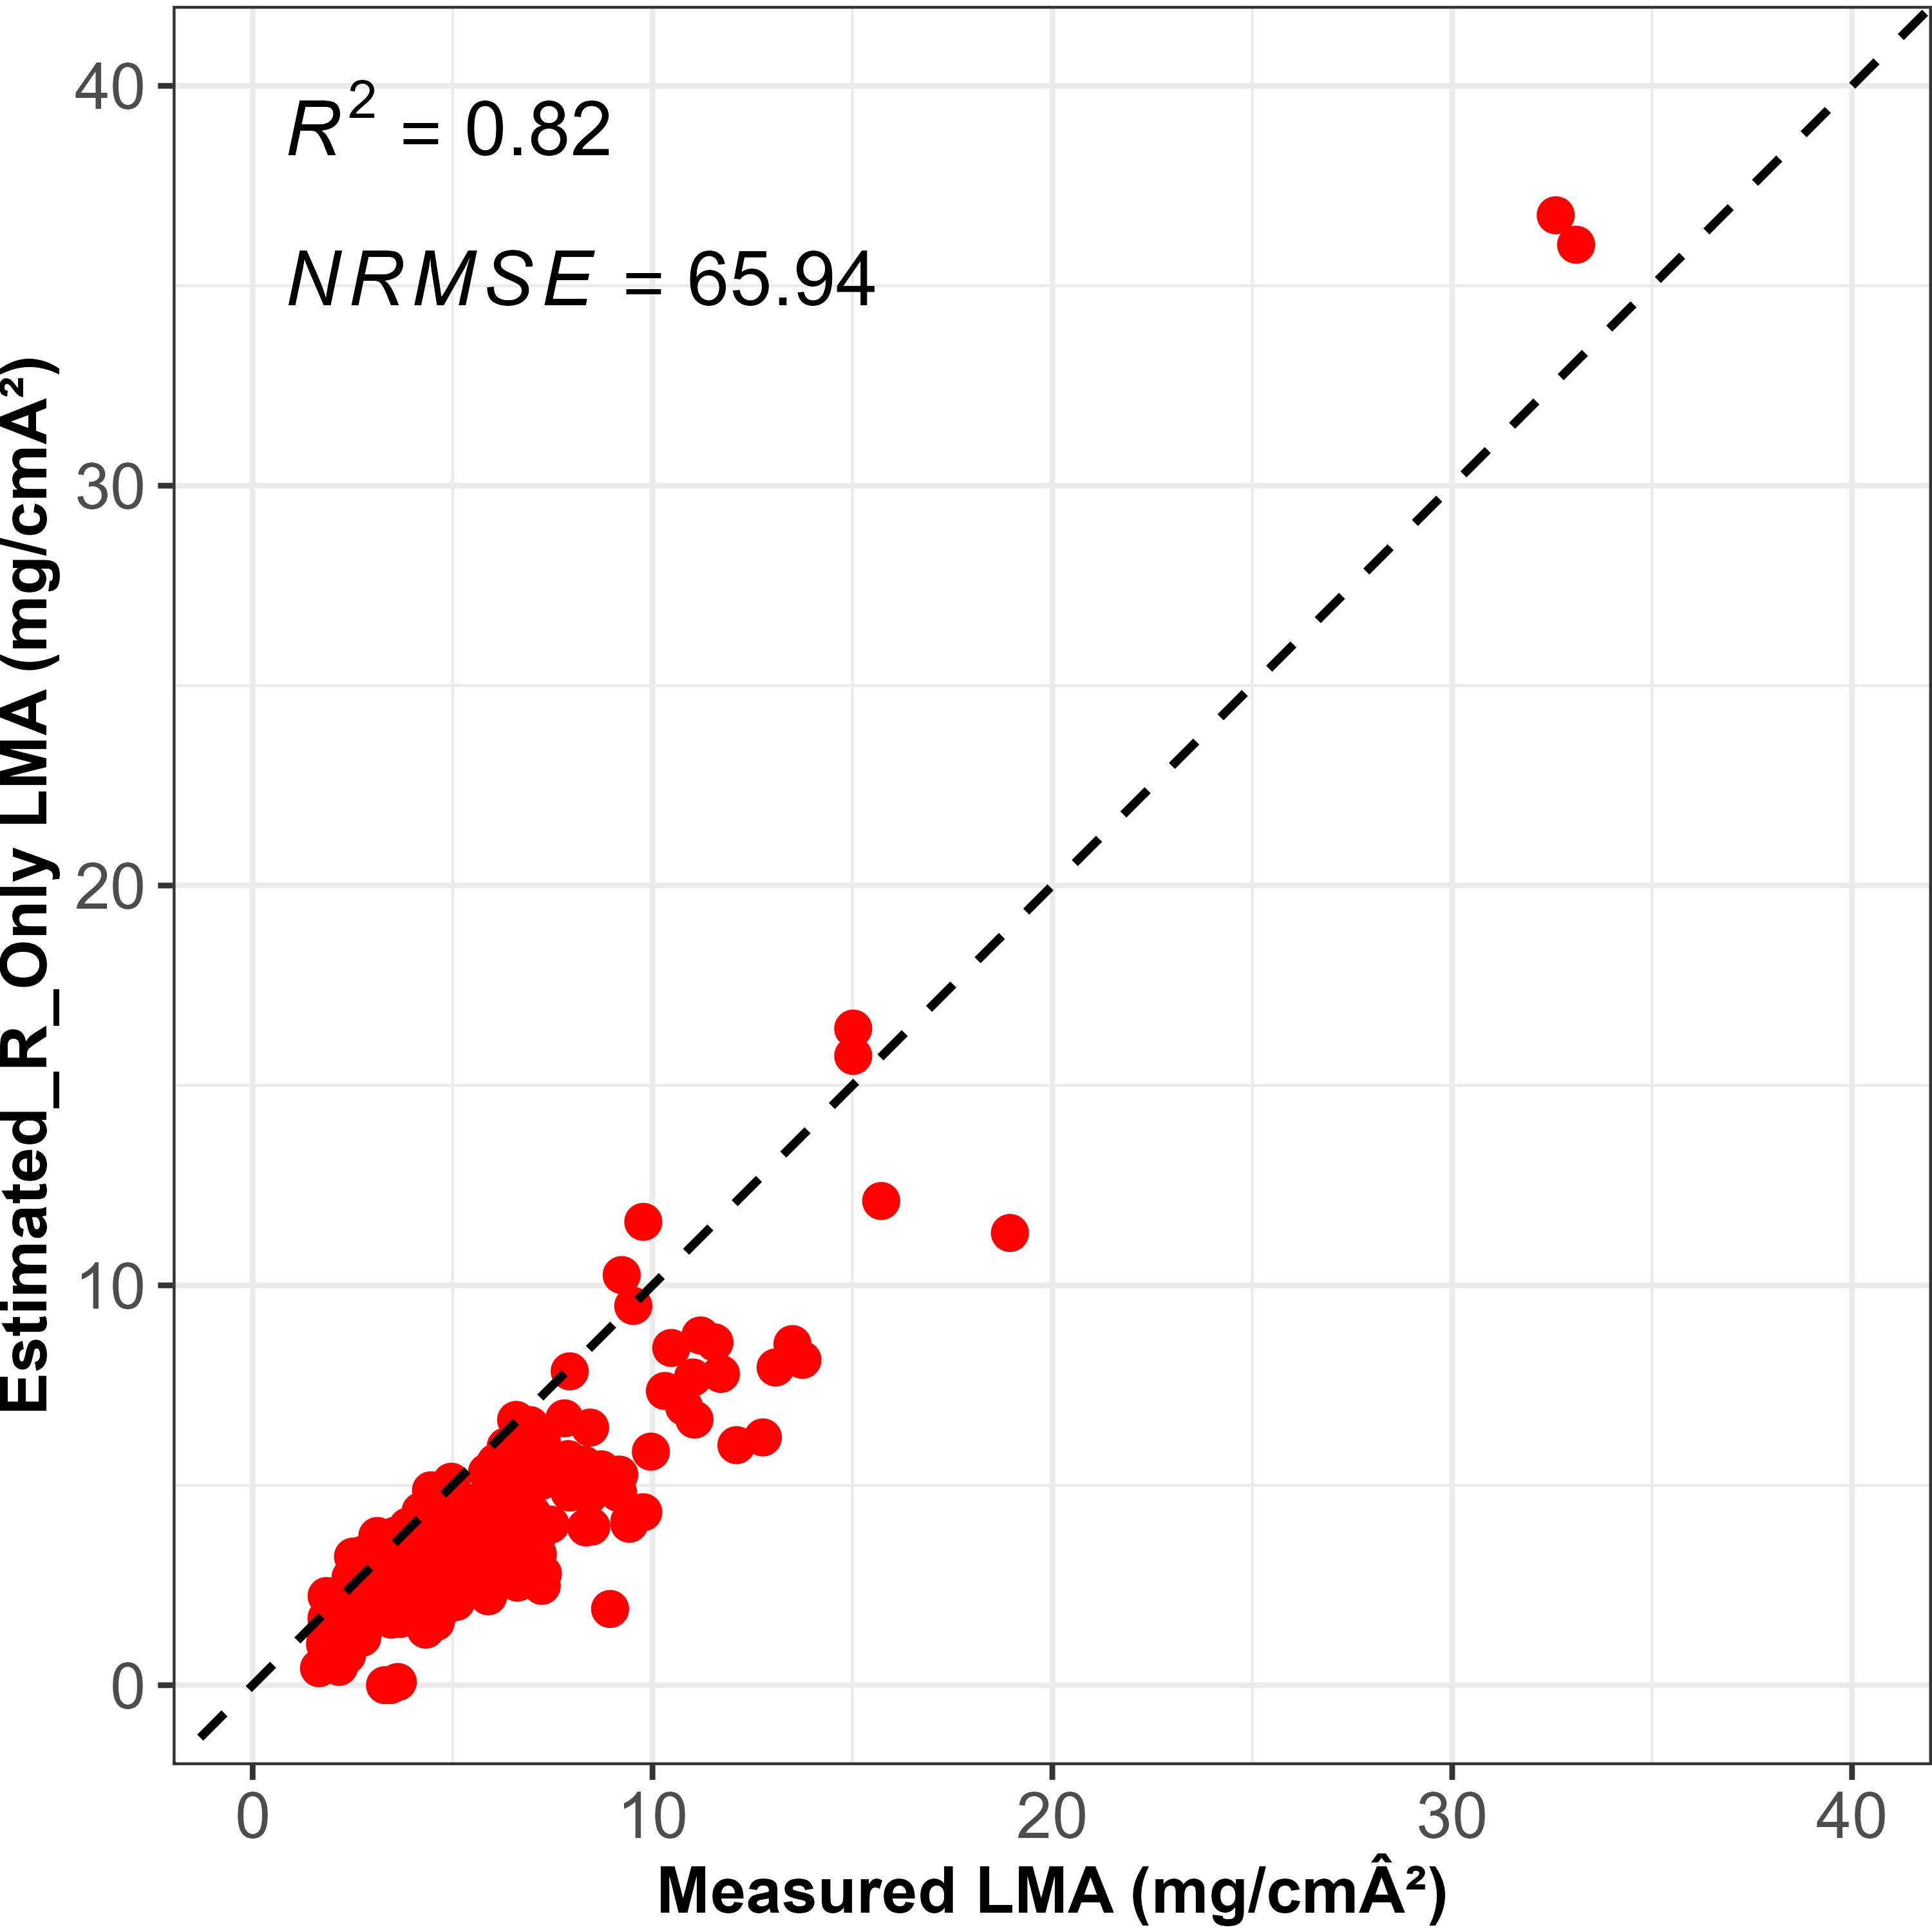 R² = 0.82
NRMSE = 65.94
Estimated_R_Only LMA (mg/cmÂ²)
40
30
20
10
0
0 10 20 30 40
Measured LMA (mg/cmÂ²)